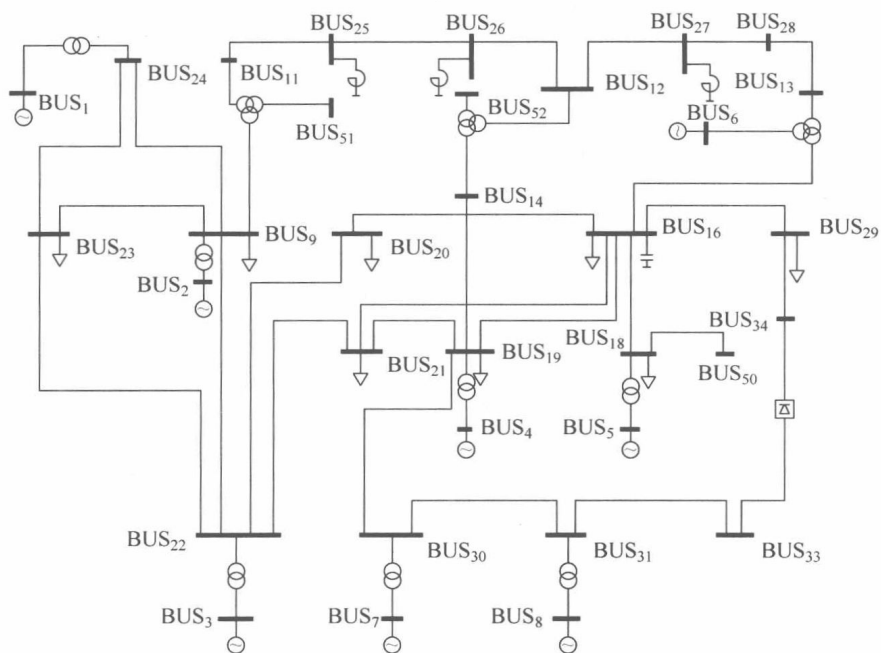 BUS₂₅
BUS₂₆
BUS₂₇
BUS₂₈
BUS₂₄
BUS₁₁
BUS₁
BUS₁₂
BUS₁₃
BUS₅₂
BUS₆
BUS₅₁
BUS₁₄
BUS₂₃
BUS₉
BUS₂₀
BUS₁₆
BUS₂₉
BUS₂
BUS₃₄
BUS₁₈
BUS₂₁
BUS₁₉
BUS₅₀
BUS₄
BUS₅
BUS₂₂
BUS₃₀
BUS₃₁
BUS₃₃
BUS₃
BUS₇
BUS₈